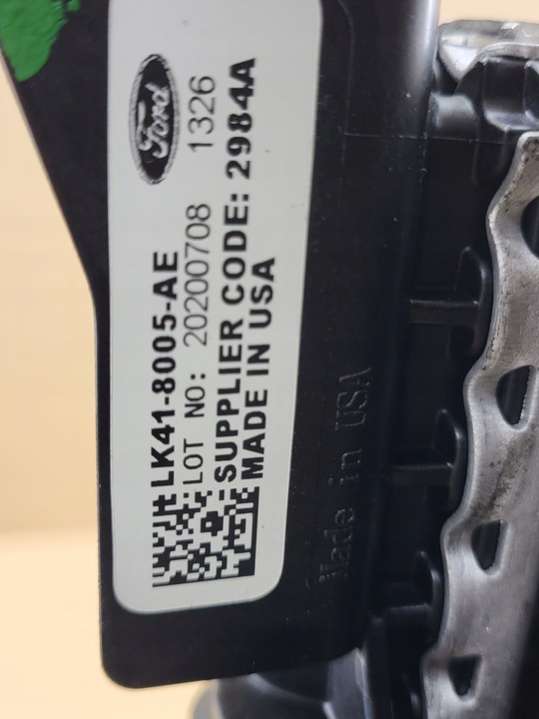 Ford
LK41-8005-AE
LOT NO: 20200708 1326
SUPPLIER CODE: 2984A
MADE IN USA
Made in USA